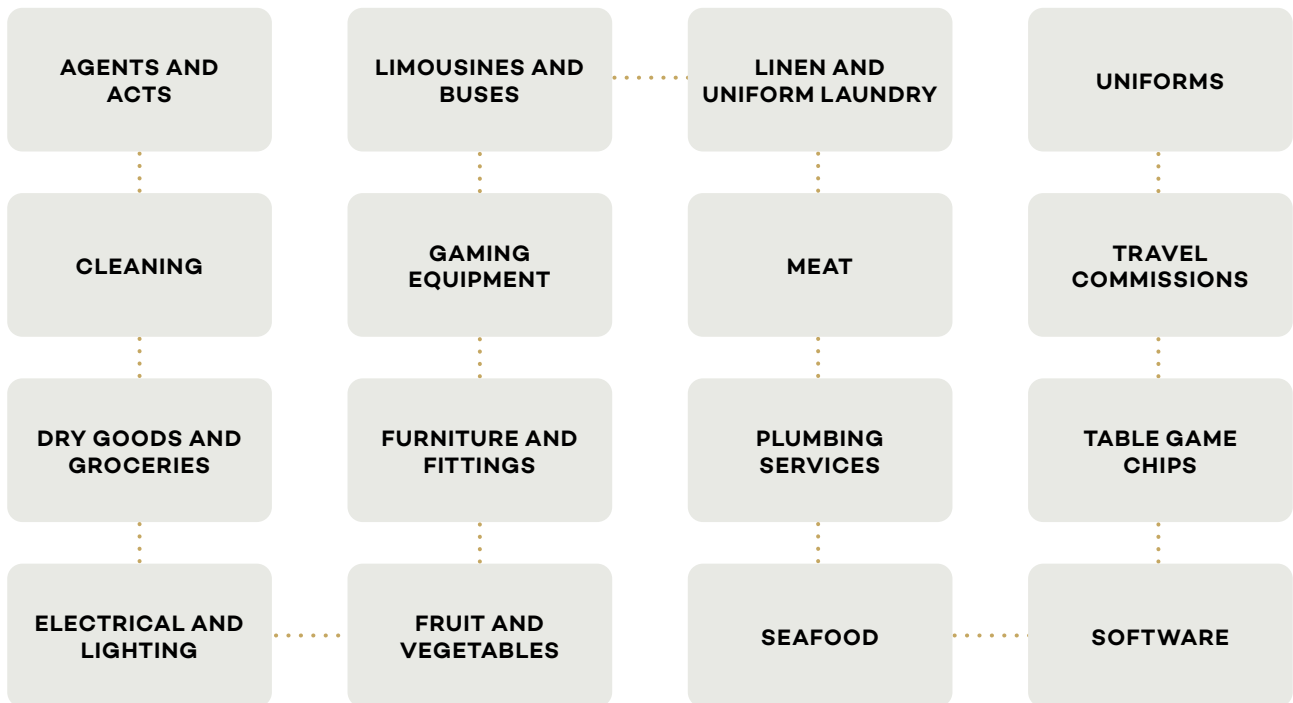 AGENTS AND
ACTS
LIMOUSINES AND
BUSES
LINEN AND
UNIFORM LAUNDRY
UNIFORMS
CLEANING
GAMING
EQUIPMENT
MEAT
TRAVEL
COMMISSIONS
DRY GOODS AND
GROCERIES
FURNITURE AND
FITTINGS
PLUMBING
SERVICES
TABLE GAME
CHIPS
ELECTRICAL AND
LIGHTING
FRUIT AND
VEGETABLES
SEAFOOD
SOFTWARE